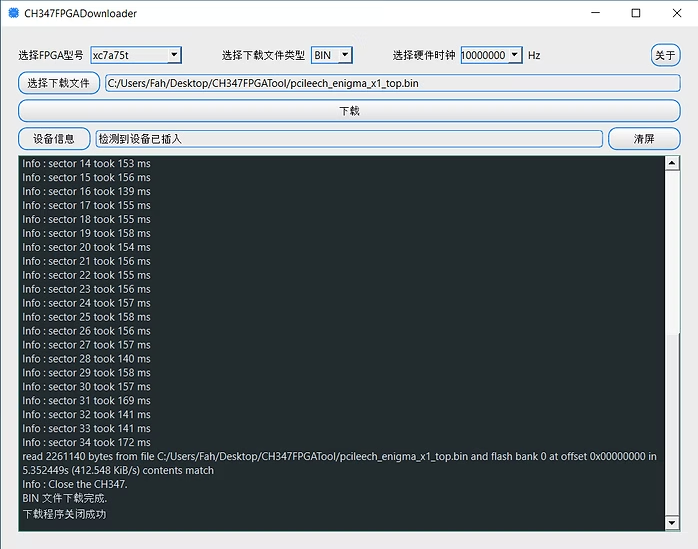 CH347FPGADownloader
选择FPGA型号 xc7a75t 选择下载文件类型 BIN 选择硬件时钟 10000000 Hz 关于
选择下载文件 C:/Users/Fah/Desktop/CH347FPGATool/pcileech_enigma_x1_top.bin
下载
设备信息 检测到设备已插入 清屏
Info : sector 14 took 153 ms
Info : sector 15 took 156 ms
Info : sector 16 took 139 ms
Info : sector 17 took 155 ms
Info : sector 18 took 155 ms
Info : sector 19 took 158 ms
Info : sector 20 took 154 ms
Info : sector 21 took 156 ms
Info : sector 22 took 155 ms
Info : sector 23 took 156 ms
Info : sector 24 took 157 ms
Info : sector 25 took 158 ms
Info : sector 26 took 156 ms
Info : sector 27 took 157 ms
Info : sector 28 took 140 ms
Info : sector 29 took 158 ms
Info : sector 30 took 157 ms
Info : sector 31 took 169 ms
Info : sector 32 took 141 ms
Info : sector 33 took 141 ms
Info : sector 34 took 172 ms
read 2261140 bytes from file C:/Users/Fah/Desktop/CH347FPGATool/pcileech_enigma_x1_top.bin and flash bank 0 at offset 0x00000000 in
5.352449s (412.548 KiB/s) contents match
Info : Close the CH347.
BIN 文件下载完成.
下载程序关闭成功